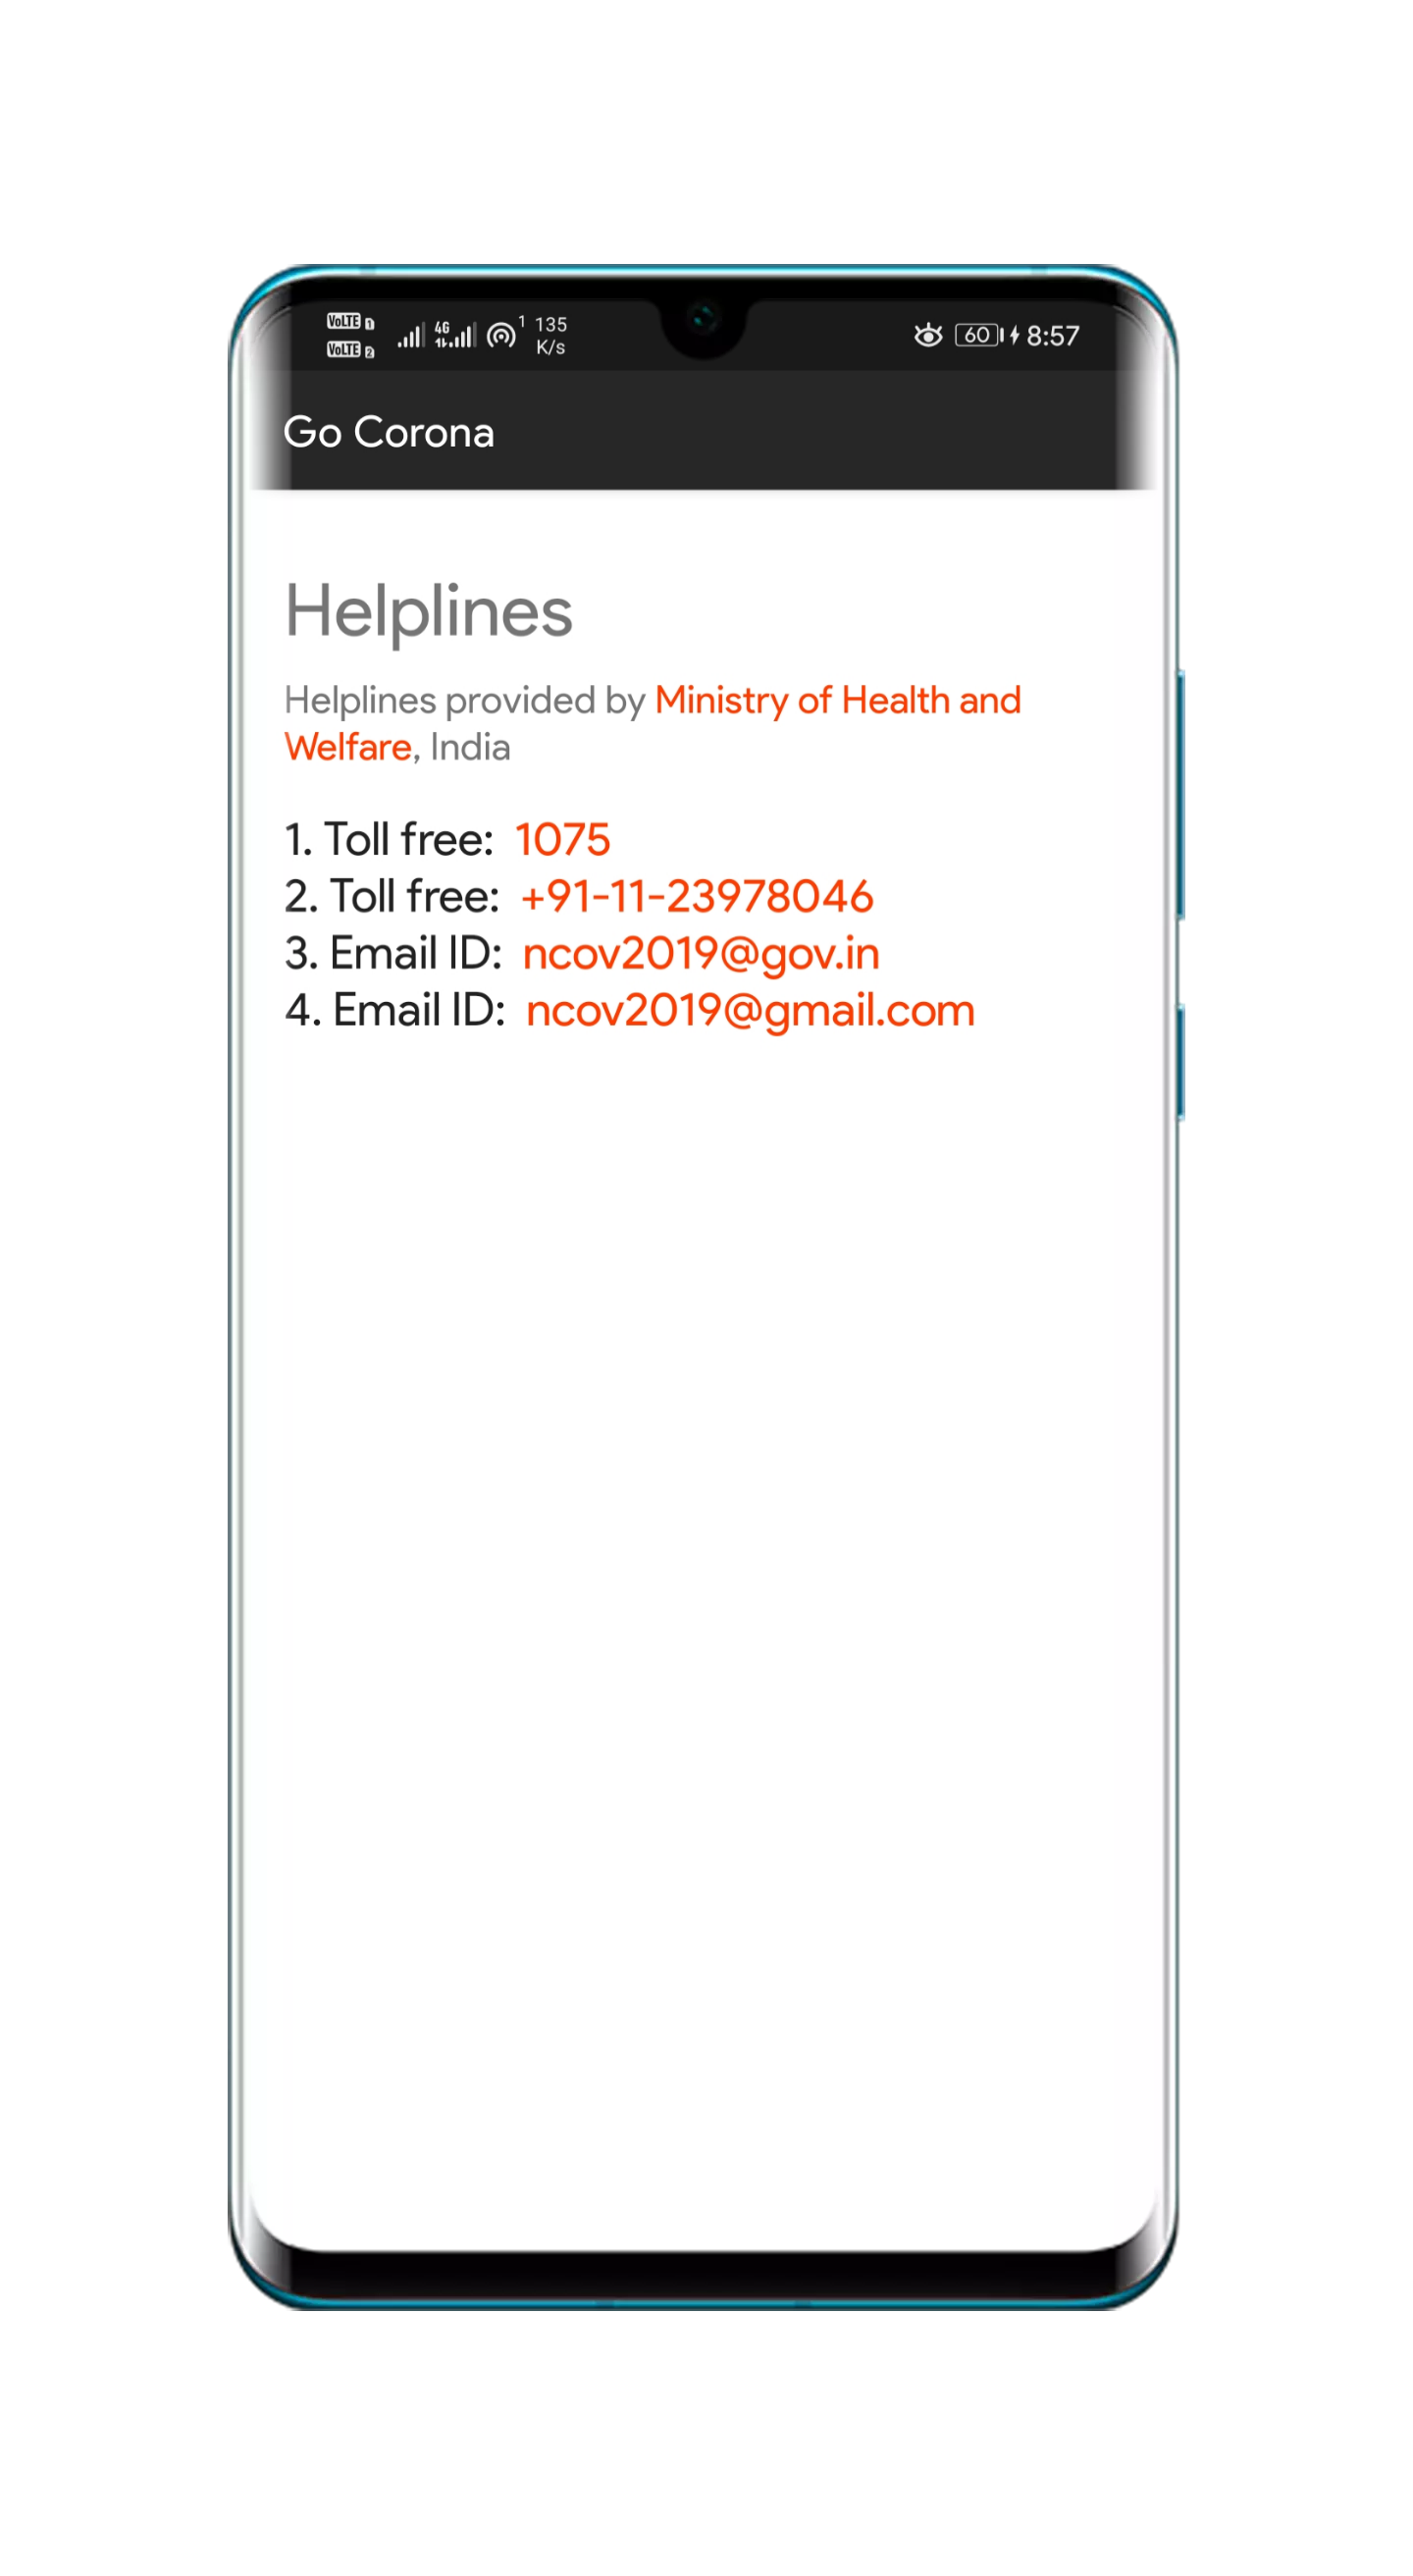 VoLTE 1
VoLTE 2
4G
1
135
K/s
60
8:57
Go Corona
Helplines
Helplines provided by Ministry of Health and
Welfare, India
1. Toll free: 1075
2. Toll free: +91-11-23978046
3. Email ID: ncov2019@gov.in
4. Email ID: ncov2019@gmail.com